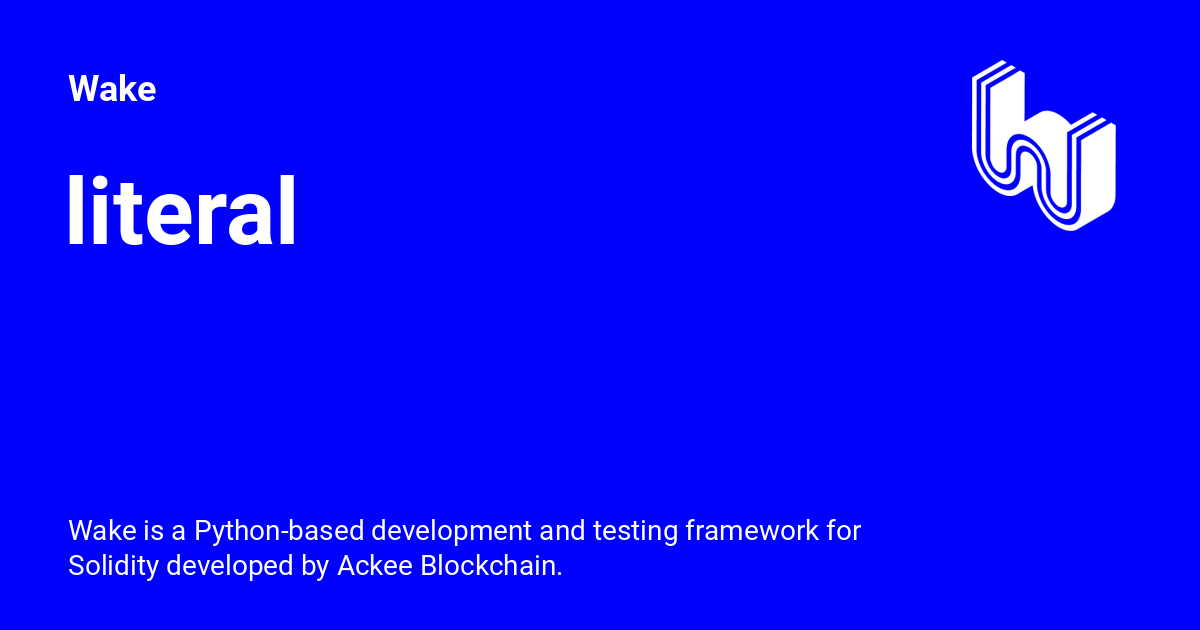 Wake
literal
Wake is a Python-based development and testing framework for
Solidity developed by Ackee Blockchain.